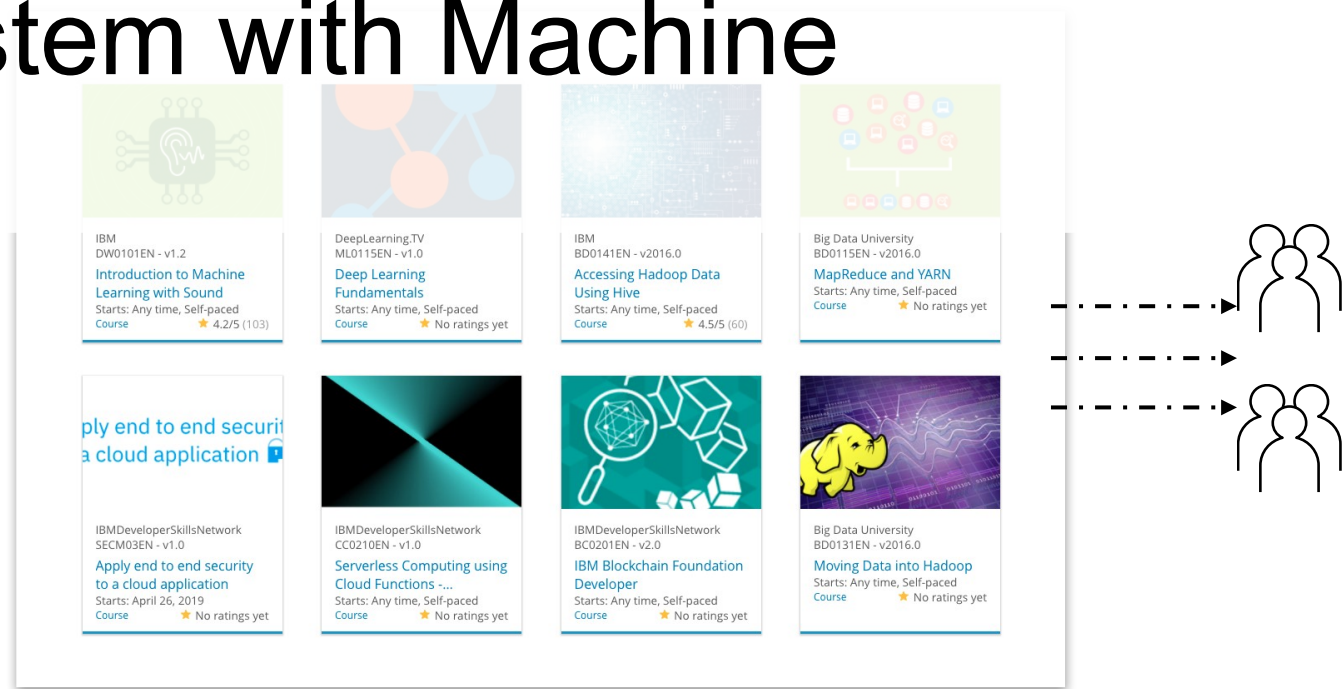 stem with Machine
IBM
DW0101EN - v1.2
Introduction to Machine
Learning with Sound
Starts: Any time, Self-paced
Course 4.2/5 (103)
DeepLearning.TV
ML0115EN - v1.0
Deep Learning
Fundamentals
Starts: Any time, Self-paced
Course No ratings yet
IBM
BD0141EN - v2016.0
Accessing Hadoop Data
Using Hive
Starts: Any time, Self-paced
Course 4.5/5 (60)
Big Data University
BD0115EN - v2016.0
MapReduce and YARN
Starts: Any time, Self-paced
Course No ratings yet
ply end to end securit
a cloud application
IBMDeveloperSkillsNetwork
SECM03EN - v1.0
Apply end to end security
to a cloud application
Starts: April 26, 2019
Course No ratings yet
IBMDeveloperSkillsNetwork
CC0210EN - v1.0
Serverless Computing using
Cloud Functions -...
Starts: Any time, Self-paced
Course No ratings yet
IBMDeveloperSkillsNetwork
BC0201EN - v2.0
IBM Blockchain Foundation
Developer
Starts: Any time, Self-paced
Course No ratings yet
Big Data University
BD0131EN - v2016.0
Moving Data into Hadoop
Starts: Any time, Self-paced
Course No ratings yet